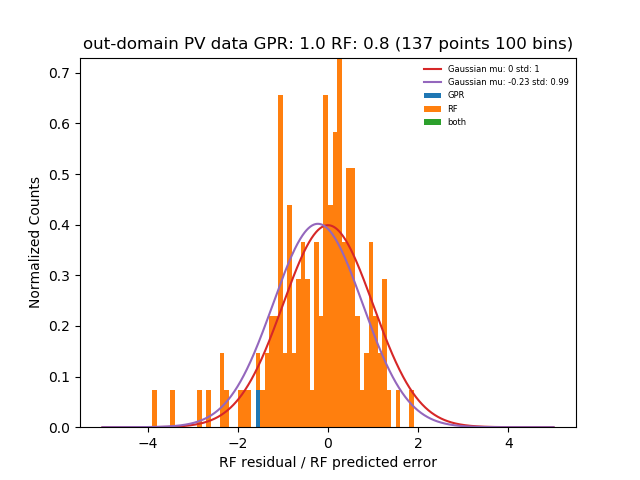 out-domain PV data GPR: 1.0 RF: 0.8 (137 points 100 bins)
Gaussian mu: 0 std: 1
Gaussian mu: -0.23 std: 0.99
GPR
RF
both
Normalized Counts
0.7
0.6
0.5
0.4
0.3
0.2
0.1
0.0
−4 −2 0 2 4
RF residual / RF predicted error